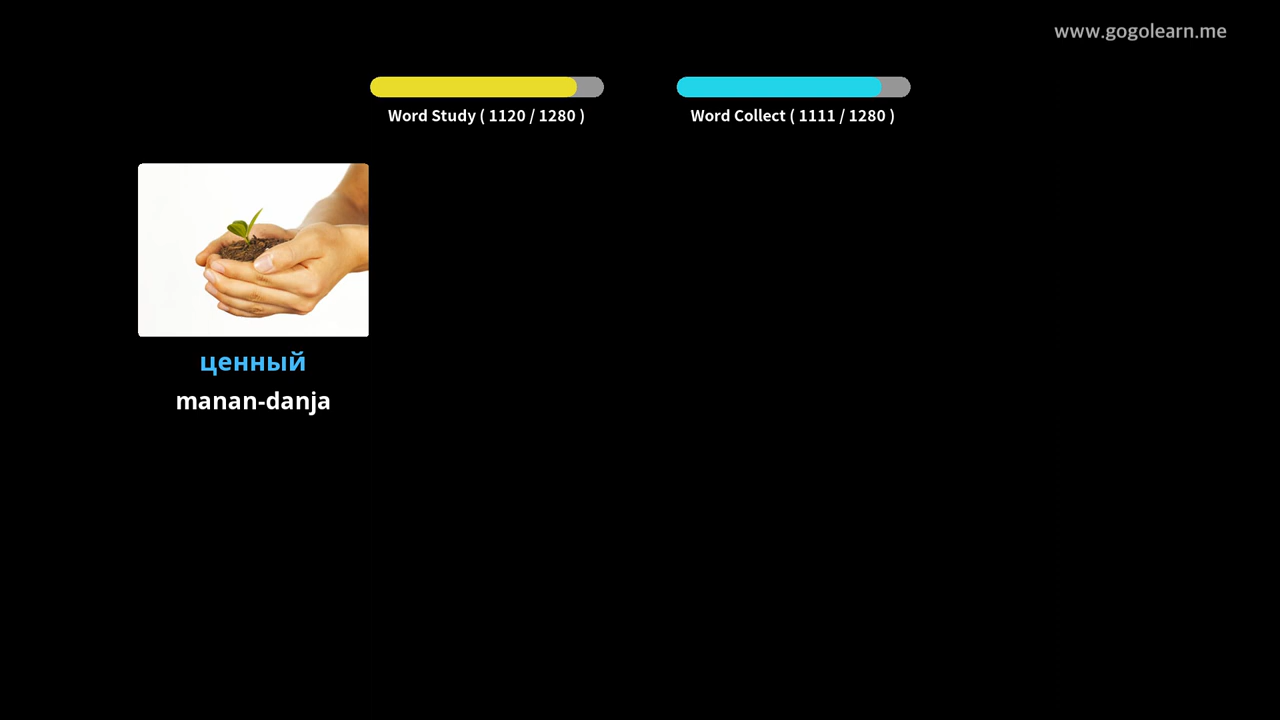 www.gogolearn.me
Word Study ( 1120 / 1280 )
Word Collect ( 1111 / 1280 )
ценный
manan-danja